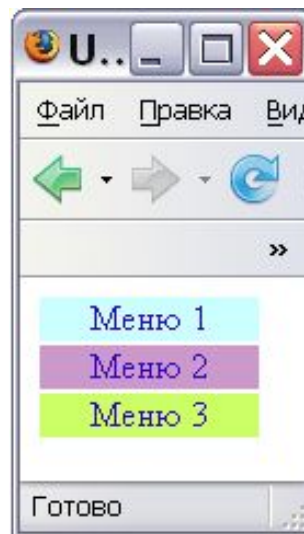 U..
Файл Правка Вид
»
Меню 1
Меню 2
Меню 3
Готово